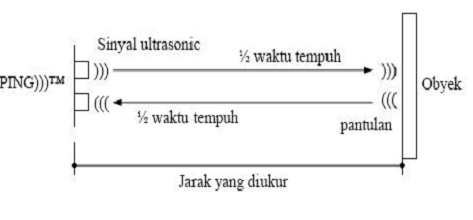 Sinyal ultrasonic
½ waktu tempuh
PING)))™
)))
)))
Obyek
(((
(((
½ waktu tempuh
pantulan
Jarak yang diukur